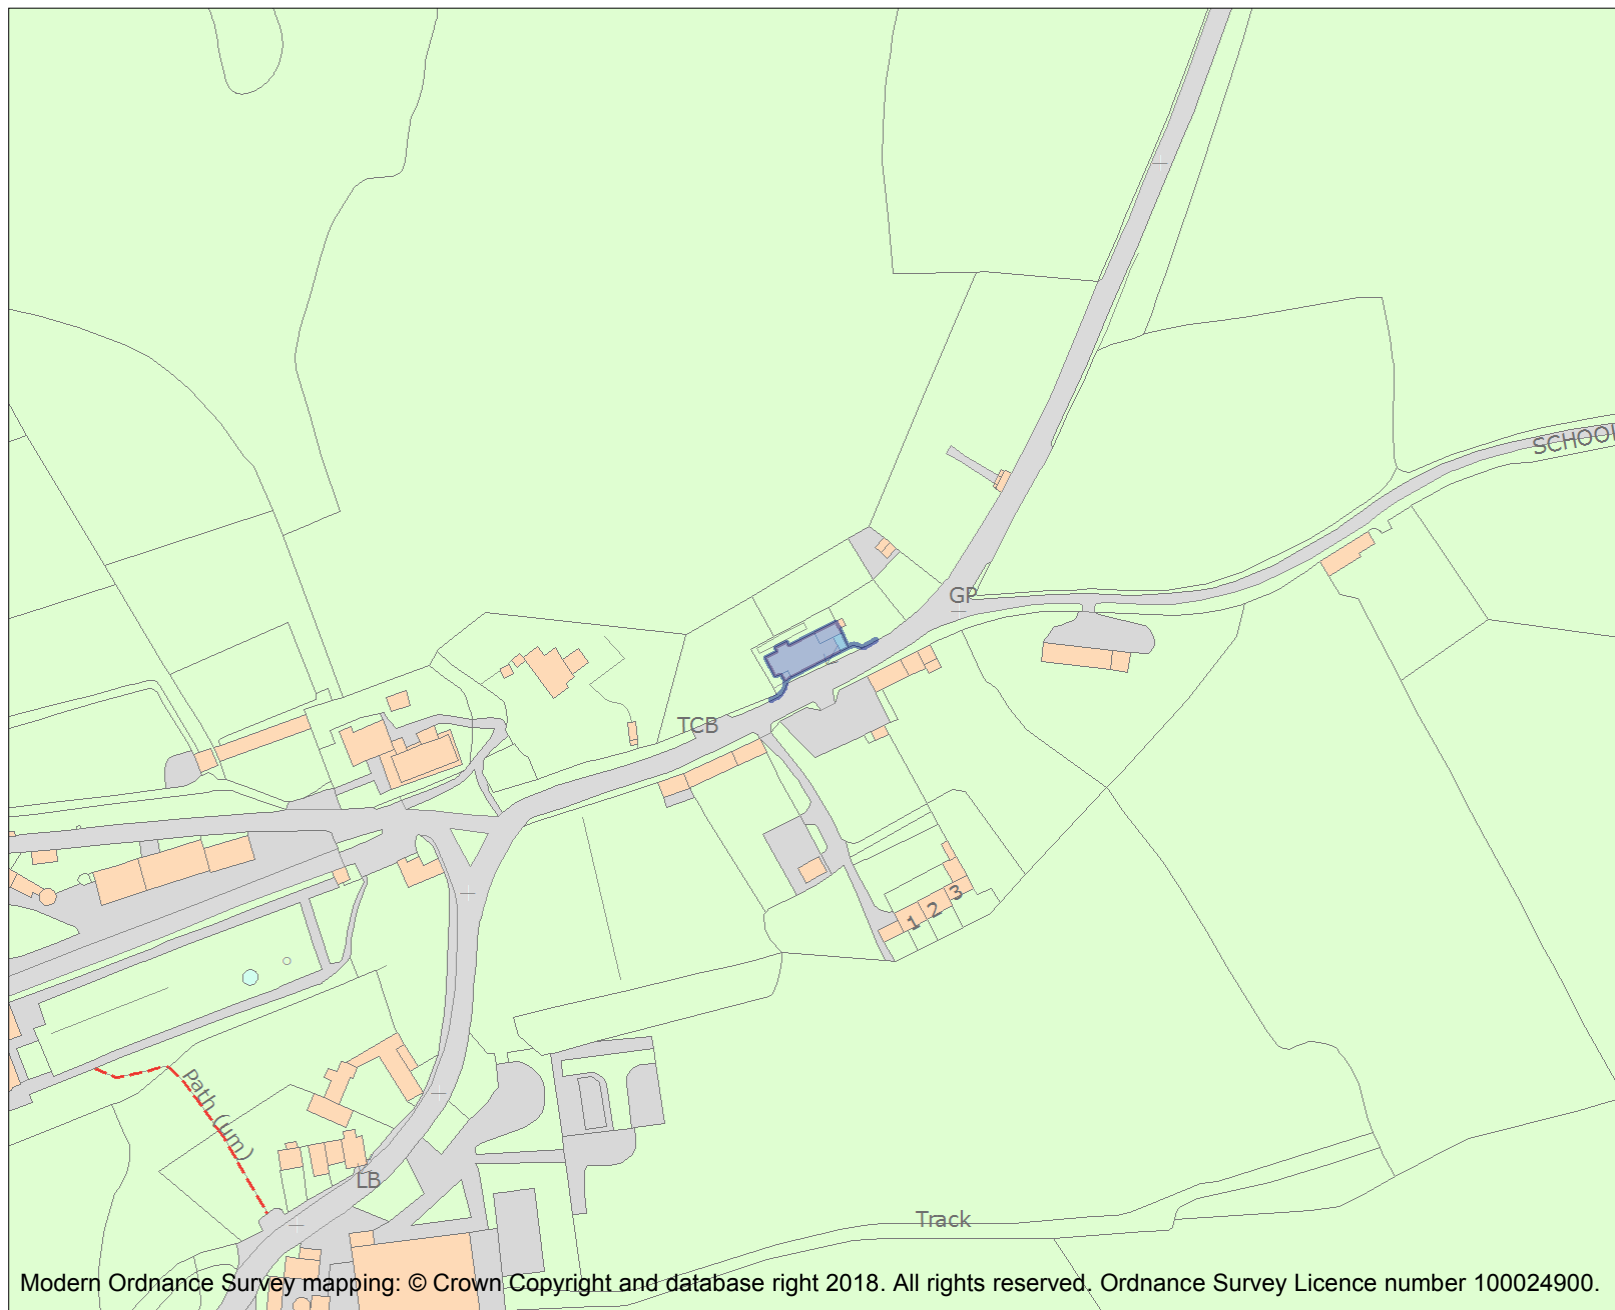 SCHOOL
GP
TCB
1
2
3
Path (um)
LB
Track
Modern Ordnance Survey mapping: © Crown Copyright and database right 2018. All rights reserved. Ordnance Survey Licence number 100024900.